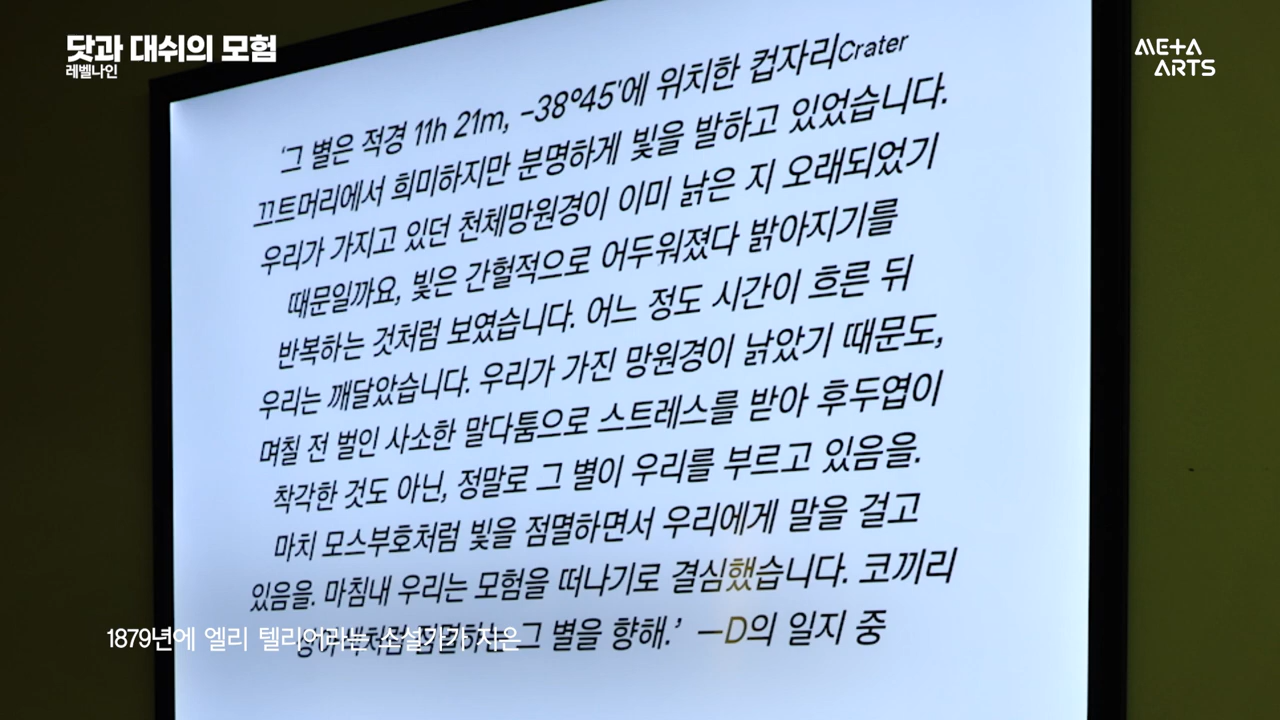 닷과 대쉬의 모험
레벨나인
META
ARTS
‘그 별은 적경 11h 21m, -38°45'에 위치한 컵자리Crater
끄트머리에서 희미하지만 분명하게 빛을 발하고 있었습니다.
우리가 가지고 있던 천체망원경이 이미 낡은 지 오래되었기
때문일까요, 빛은 간헐적으로 어두워졌다 밝아지기를
반복하는 것처럼 보였습니다. 어느 정도 시간이 흐른 뒤
우리는 깨달았습니다. 우리가 가진 망원경이 낡았기 때문도,
며칠 전 벌인 사소한 말다툼으로 스트레스를 받아 후두엽이
착각한 것도 아닌, 정말로 그 별이 우리를 부르고 있음을.
마치 모스부호처럼 빛을 점멸하면서 우리에게 말을 걸고
있음을. 마침내 우리는 모험을 떠나기로 결심했습니다. 코끼리
점멸하는 그 별을 향해.’ —D의 일지 중
1879년에 엘리 텔리어라는 소설가가 지은